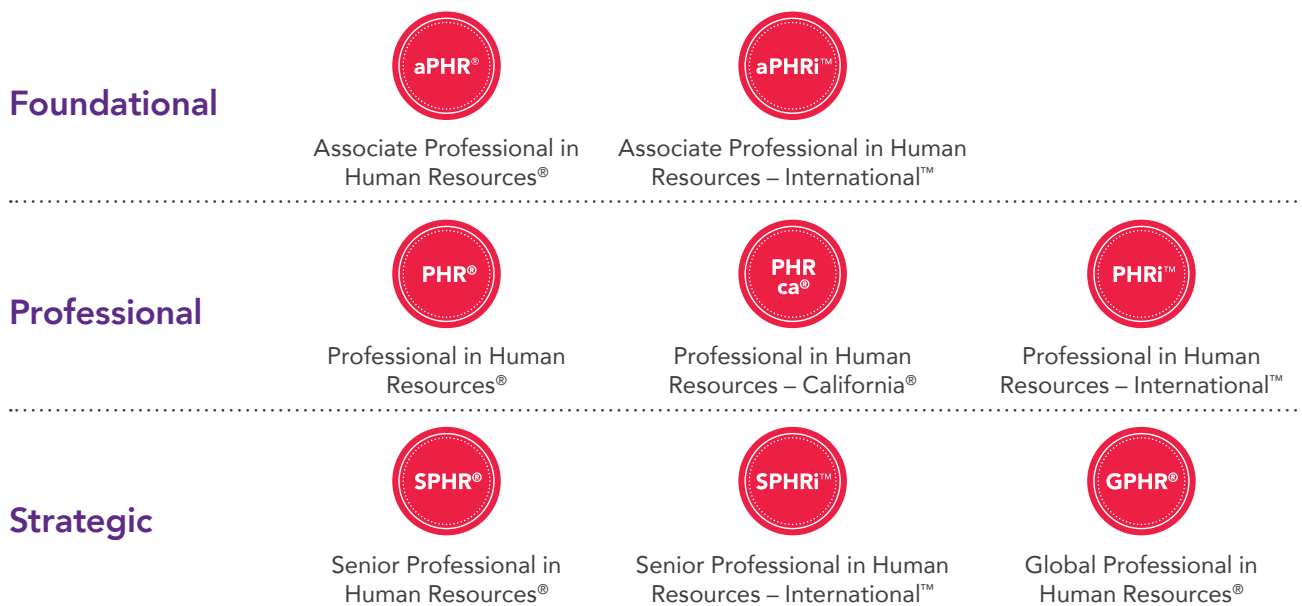 Foundational
aPHR®
aPHRi™
Associate Professional in
Human Resources®
Associate Professional in Human
Resources – International™
Professional
PHR®
PHR
ca®
PHRi™
Professional in Human
Resources®
Professional in Human
Resources – California®
Professional in Human
Resources – International™
Strategic
SPHR®
SPHRi™
GPHR®
Senior Professional in
Human Resources®
Senior Professional in Human
Resources – International™
Global Professional in
Human Resources®